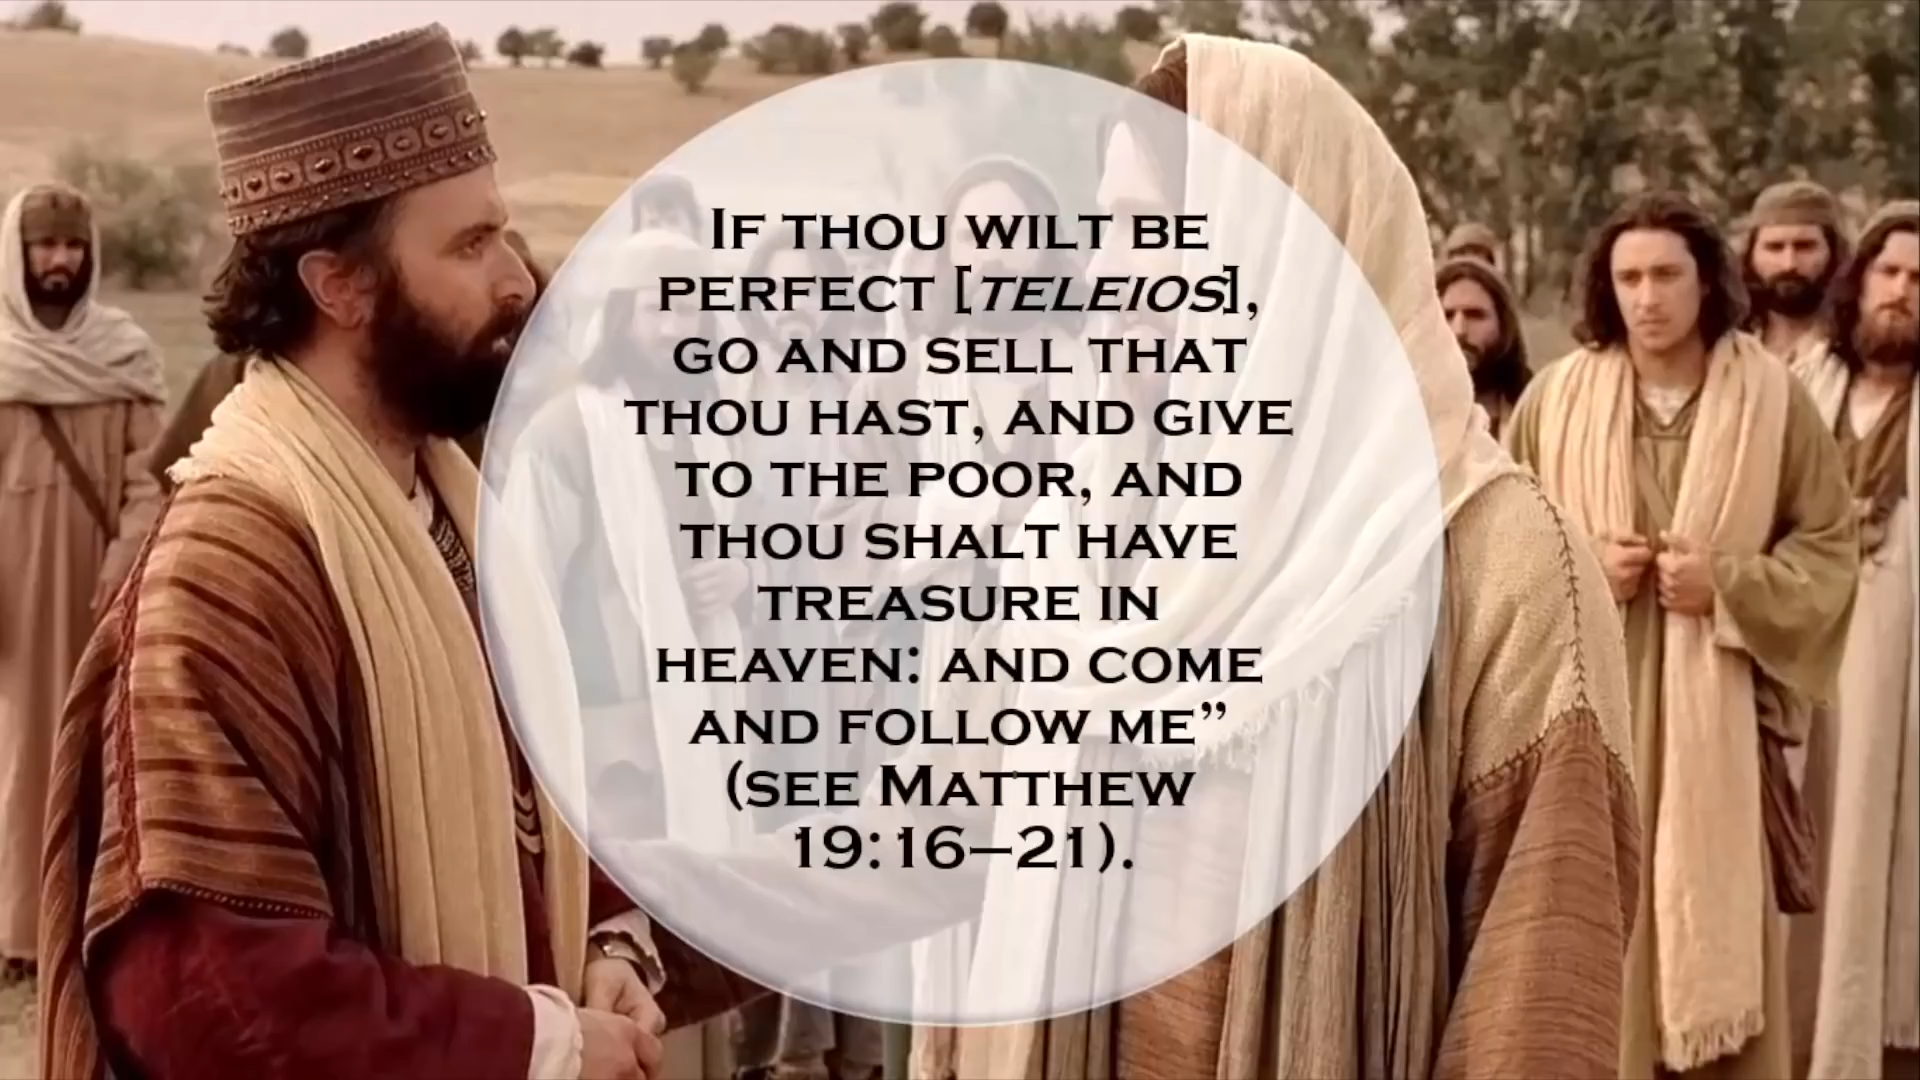 If thou wilt be
perfect [teleios],
go and sell that
thou hast, and give
to the poor, and
thou shalt have
treasure in
heaven: and come
and follow me”
(see Matthew
19:16–21).